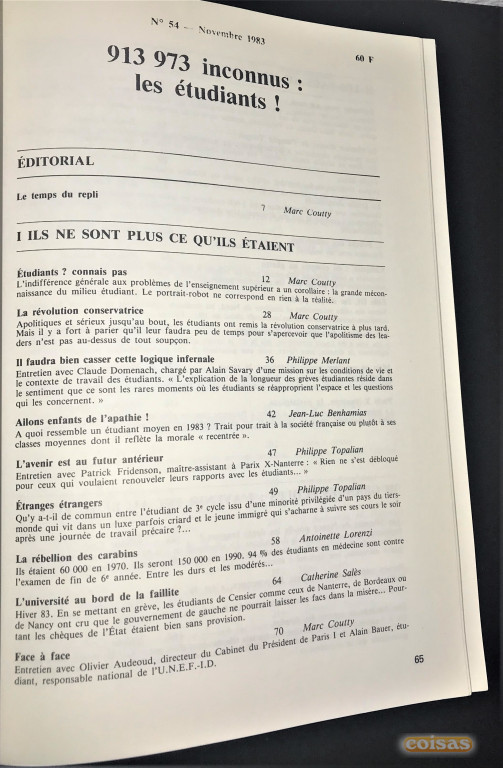 N° 54 — Novembre 1983
60 F
913 973 inconnus :
les étudiants !
ÉDITORIAL
Le temps du repli 7 Marc Coutty
I ILS NE SONT PLUS CE QU'ILS ÉTAIENT
Étudiants ? connais pas 12 Marc Coutty
L'indifférence générale aux problèmes de l'enseignement supérieur a un corollaire : la grande mécon-
naissance du milieu étudiant. Le portrait-robot ne correspond en rien à la réalité.
La révolution conservatrice 28 Marc Coutty
Apolitiques et sérieux jusqu'au bout, les étudiants ont remis la révolution conservatrice à plus tard.
Mais il y a fort à parier qu'il leur faudra peu de temps pour s'apercevoir que l'apolitisme des lea-
ders n'est pas au-dessus de tout soupçon.
Il faudra bien casser cette logique infernale 36 Philippe Merlant
Entretien avec Claude Domenach, chargé par Alain Savary d'une mission sur les conditions de vie et
le contexte de travail des étudiants. « L'explication de la longueur des grèves étudiantes réside dans
le sentiment que ce sont les rares moments où les étudiants se réapproprient l'espace et les questions
qui les concernent. »
Allons enfants de l'apathie ! 42 Jean-Luc Benhamias
A quoi ressemble un étudiant moyen en 1983 ? Trait pour trait à la société française ou plutôt à ses
classes moyennes dont il reflète la morale « recentrée ».
L'avenir est au futur antérieur 47 Philippe Topalian
Entretien avec Patrick Fridenson, maître-assistant à Paris X-Nanterre : « Rien ne s'est débloqué
pour ceux qui voulaient renouveler leurs rapports avec les étudiants... »
Étranges étrangers 49 Philippe Topalian
Qu'y a-t-il de commun entre l'étudiant de 3e cycle issu d'une minorité privilégiée d'un pays du tiers-
monde qui vit dans un luxe parfois criard et le jeune immigré qui s'acharne à suivre ses cours le soir
après une journée de travail précaire ?...
La rébellion des carabins 58 Antoinette Lorenzi
Ils étaient 60 000 en 1970. Ils seront 150 000 en 1990. 94 % des étudiants en médecine sont contre
l'examen de fin de 6e année. Entre les durs et les modérés...
L'université au bord de la faillite 64 Catherine Salès
Hiver 83. En se mettant en grève, les étudiants de Censier comme ceux de Nanterre, de Bordeaux ou
de Nancy ont cru que le gouvernement de gauche ne pourrait laisser les facs dans la misère... Pour-
tant les chèques de l'État étaient bien sans provision.
Face à face 70 Marc Coutty
Entretien avec Olivier Audeoud, directeur du Cabinet du Président de Paris I et Alain Bauer, étu-
diant, responsable national de l'U.N.E.F.-I.D.
65
coisas